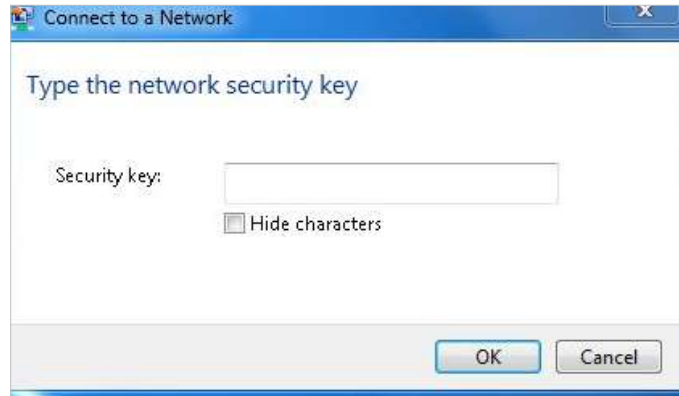 Connect to a Network
Type the network security key
Security key:
Hide characters
OK Cancel